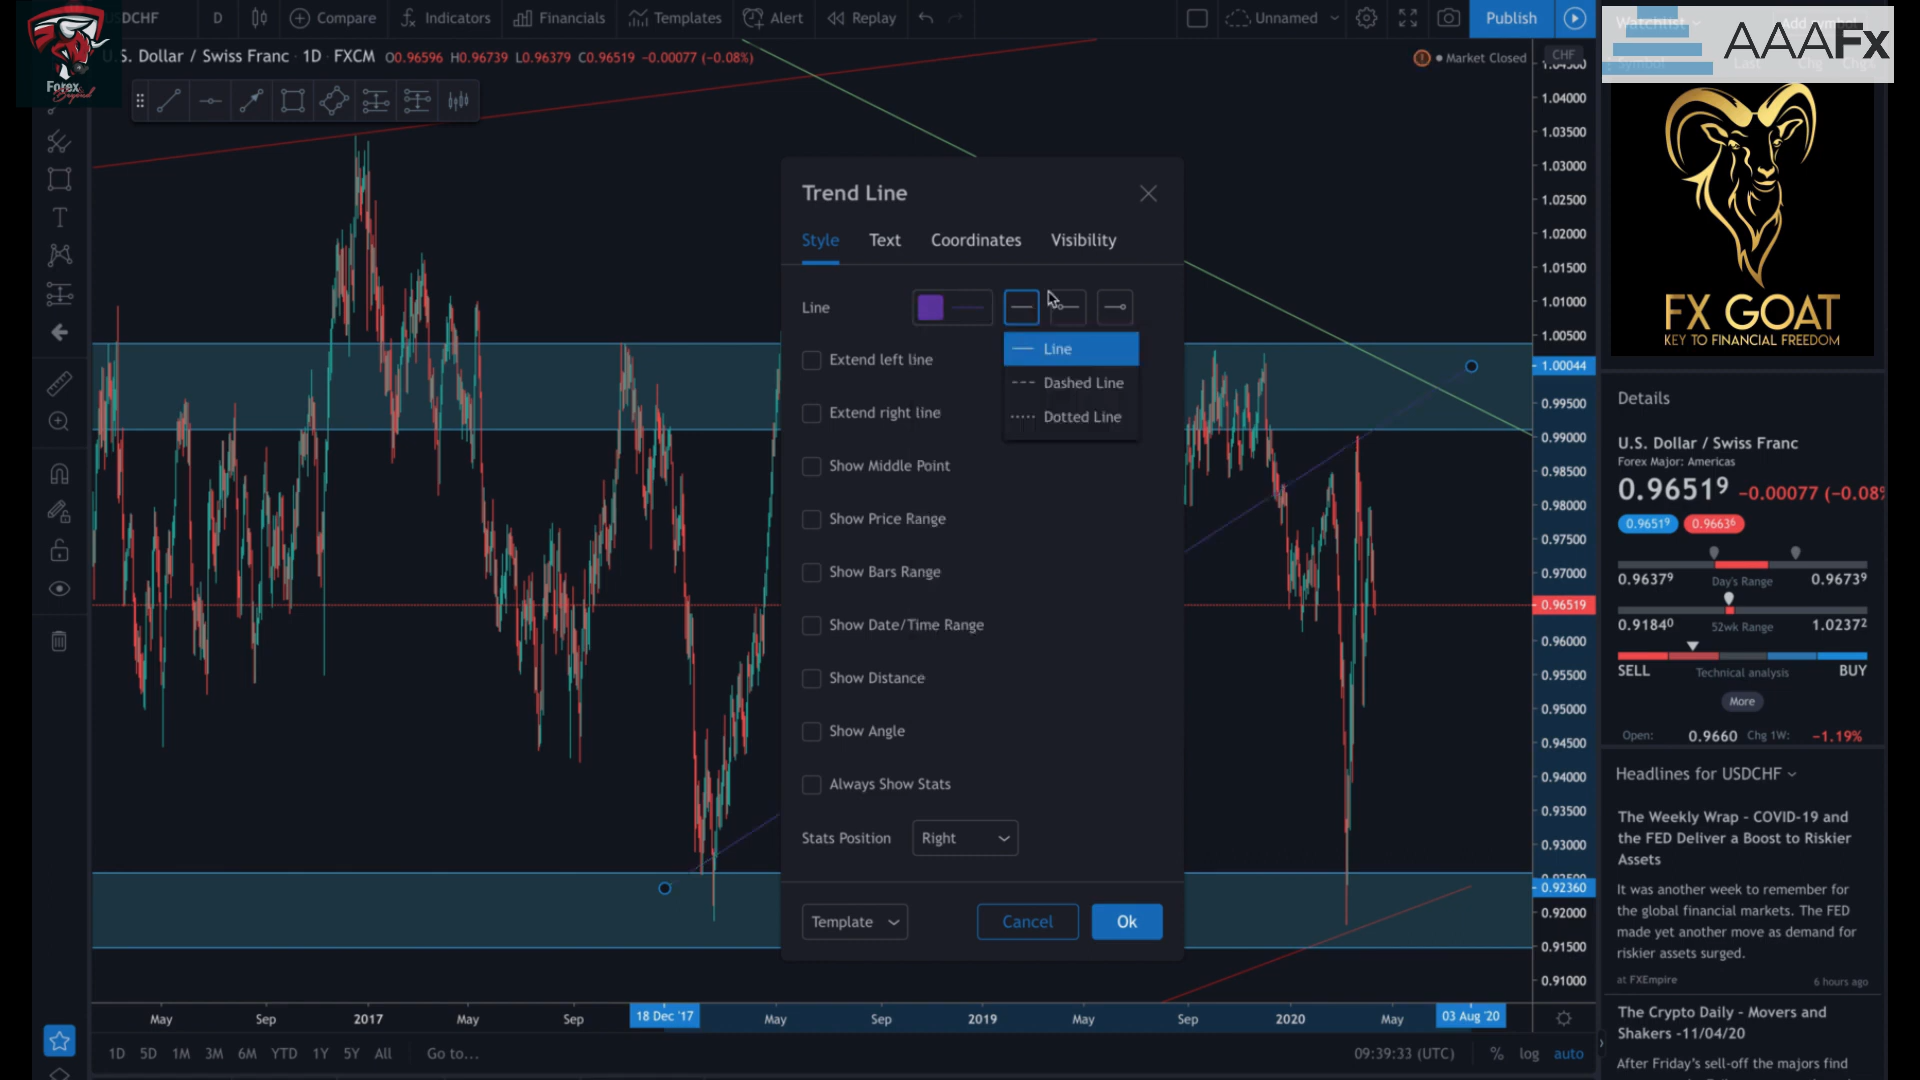 Forex
Beyond
USDCHF
D
Compare
Indicators
Financials
Templates
Alert
Replay
Unnamed
Publish
AAAFx
U.S. Dollar / Swiss Franc · 1D · FXCM O0.96596 H0.96739 L0.96379 C0.96519 −0.00077 (−0.08%)
Market Closed
CHF
1.04500
1.04000
1.03500
1.03000
1.02500
1.02000
1.01500
1.01000
1.00500
1.00044
0.99500
0.99000
0.98500
0.98000
0.97500
0.97000
0.96519
0.96000
0.95500
0.95000
0.94500
0.94000
0.93500
0.93000
0.92500
0.92360
0.92000
0.91500
0.91000
Trend Line
Style
Text
Coordinates
Visibility
Line
Line
Dashed Line
Dotted Line
Extend left line
Extend right line
Show Middle Point
Show Price Range
Show Bars Range
Show Date/Time Range
Show Distance
Show Angle
Always Show Stats
Stats Position
Right
Template
Cancel
Ok
May
Sep
2017
May
Sep
18 Dec '17
May
Sep
2019
May
Sep
2020
May
03 Aug '20
1D 5D 1M 3M 6M YTD 1Y 5Y All
Go to...
09:39:33 (UTC)
% log auto
FX GOAT
KEY TO FINANCIAL FREEDOM
Details
U.S. Dollar / Swiss Franc
Forex Major: Americas
0.96519 −0.00077 (−0.08%
0.96519
0.96636
0.96379 Day's Range 0.96739
0.91840 52wk Range 1.02372
SELL Technical analysis BUY
More
Open: 0.9660 Chg 1W: −1.19%
Headlines for USDCHF
The Weekly Wrap - COVID-19 and
the FED Deliver a Boost to Riskier
Assets
It was another week to remember for
the global financial markets. The FED
made yet another move as demand for
riskier assets surged.
at FXEmpire
6 hours ago
The Crypto Daily - Movers and
Shakers -11/04/20
After Friday's sell-off the majors find